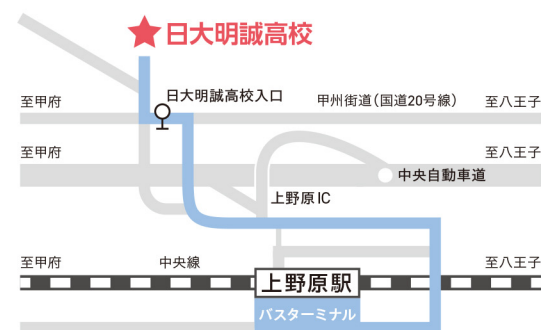 日大明誠高校
日大明誠高校入口
至甲府
甲州街道（国道20号線）
至八王子
至甲府
至八王子
中央自動車道
上野原IC
至甲府
中央線
至八王子
上野原駅
バスターミナル